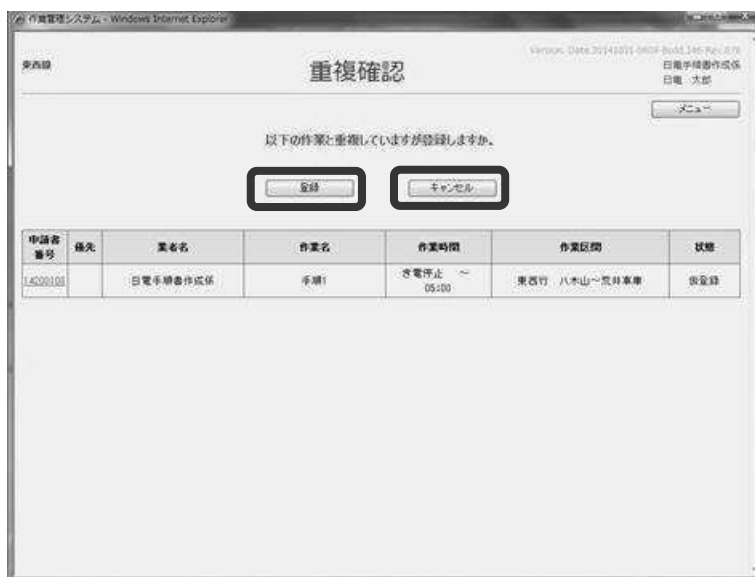 作業管理システム - Windows Internet Explorer
東西線
重複確認
日電手順書作成係
日電 太郎
メニュー
以下の作業と重複していますが登録しますか。
登録 キャンセル
申請書番号 優先 業者名 作業名 作業時間 作業区間 状態
14200108 日電手順書作成係 手順1 き電停止 ～ 05:00 東西行 八木山～荒井車庫 仮登録